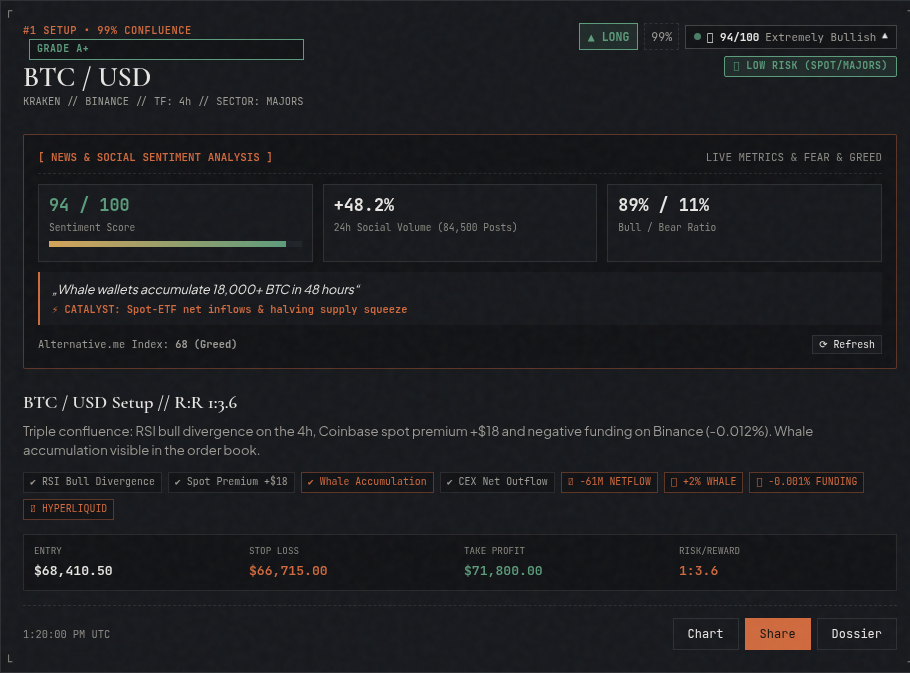 #1 SETUP • 99% CONFLUENCE
GRADE A+
▲ LONG
99%
94/100 Extremely Bullish ▲
LOW RISK (SPOT/MAJORS)
BTC / USD
KRAKEN // BINANCE // TF: 4h // SECTOR: MAJORS
[ NEWS & SOCIAL SENTIMENT ANALYSIS ]
LIVE METRICS & FEAR & GREED
94 / 100
Sentiment Score
+48.2%
24h Social Volume (84,500 Posts)
89% / 11%
Bull / Bear Ratio
„Whale wallets accumulate 18,000+ BTC in 48 hours“
⚡ CATALYST: Spot-ETF net inflows & halving supply squeeze
Alternative.me Index: 68 (Greed)
⟳ Refresh
BTC / USD Setup // R:R 1:3.6
Triple confluence: RSI bull divergence on the 4h, Coinbase spot premium +$18 and negative funding on Binance (-0.012%). Whale
accumulation visible in the order book.
✔ RSI Bull Divergence
✔ Spot Premium +$18
✔ Whale Accumulation
✔ CEX Net Outflow
-61M NETFLOW
+2% WHALE
-0.001% FUNDING
HYPERLIQUID
ENTRY
$68,410.50
STOP LOSS
$66,715.00
TAKE PROFIT
$71,800.00
RISK/REWARD
1:3.6
1:20:00 PM UTC
Chart
Share
Dossier